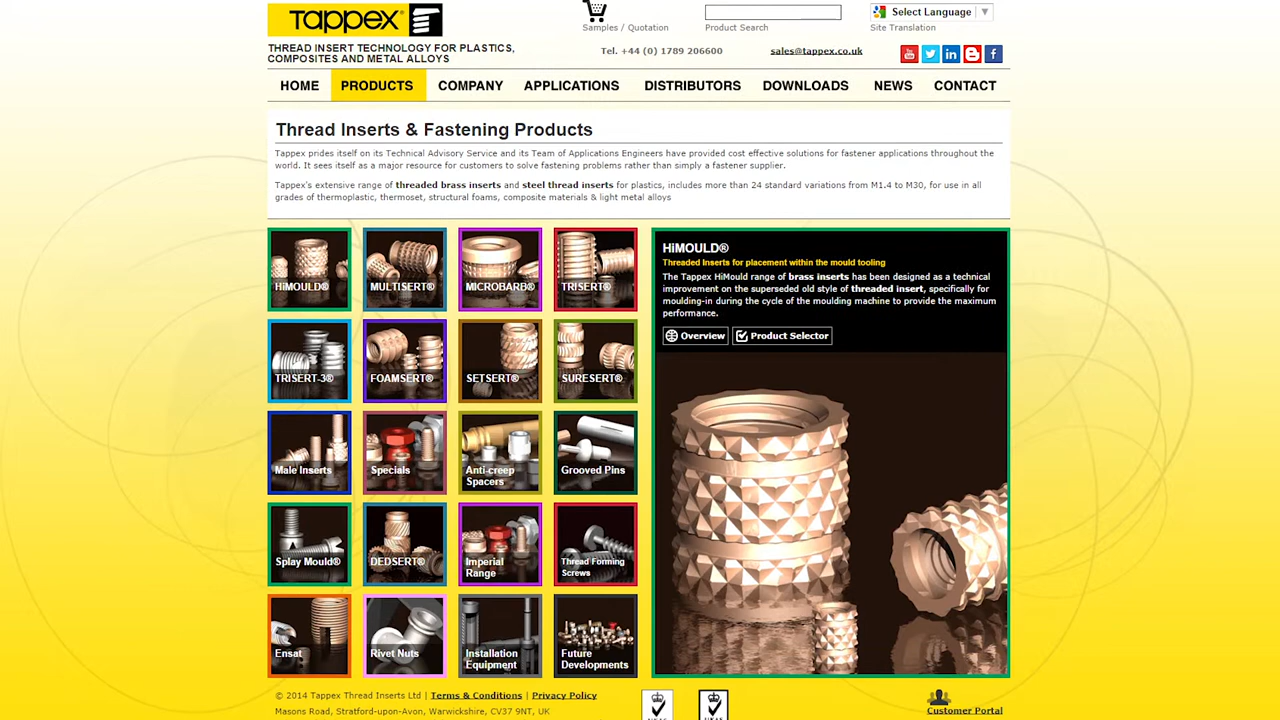 Tappex®
THREAD INSERT TECHNOLOGY FOR PLASTICS,
COMPOSITES AND METAL ALLOYS
Samples / Quotation
Product Search
Select Language ▼
Site Translation
Tel. +44 (0) 1789 206600
sales@tappex.co.uk
HOME PRODUCTS COMPANY APPLICATIONS DISTRIBUTORS DOWNLOADS NEWS CONTACT
Thread Inserts & Fastening Products
Tappex prides itself on its Technical Advisory Service and its Team of Applications Engineers have provided cost effective solutions for fastener applications throughout the
world. It sees itself as a major resource for customers to solve fastening problems rather than simply a fastener supplier.
Tappex's extensive range of threaded brass inserts and steel thread inserts for plastics, includes more than 24 standard variations from M1.4 to M30, for use in all
grades of thermoplastic, thermoset, structural foams, composite materials & light metal alloys
HiMOULD® MULTISERT® MICROBARB® TRISERT®
TRISERT-3® FOAMSERT® SETSERT® SURESERT®
Male Inserts Specials Anti-creep
Spacers
Grooved Pins
Splay Mould® DEDSERT® Imperial
Range
Thread Forming
Screws
Ensat Rivet Nuts Installation
Equipment
Future
Developments
HiMOULD®
Threaded Inserts for placement within the mould tooling
The Tappex HiMould range of brass inserts has been designed as a technical
improvement on the superseded old style of threaded insert, specifically for
moulding-in during the cycle of the moulding machine to provide the maximum
performance.
Overview Product Selector
© 2014 Tappex Thread Inserts Ltd | Terms & Conditions | Privacy Policy
Masons Road, Stratford-upon-Avon, Warwickshire, CV37 9NT, UK
Customer Portal